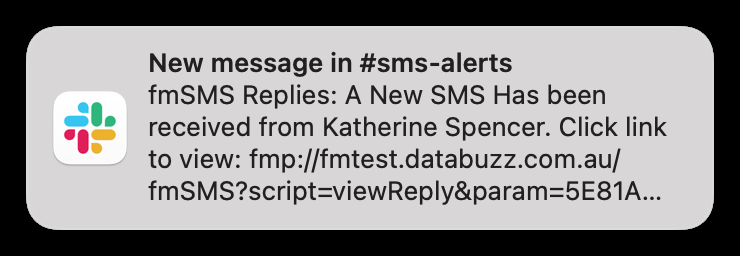 New message in #sms-alerts
fmSMS Replies: A New SMS Has been
received from Katherine Spencer. Click link
to view: fmp://fmtest.databuzz.com.au/
fmSMS?script=viewReply&param=5E81A...